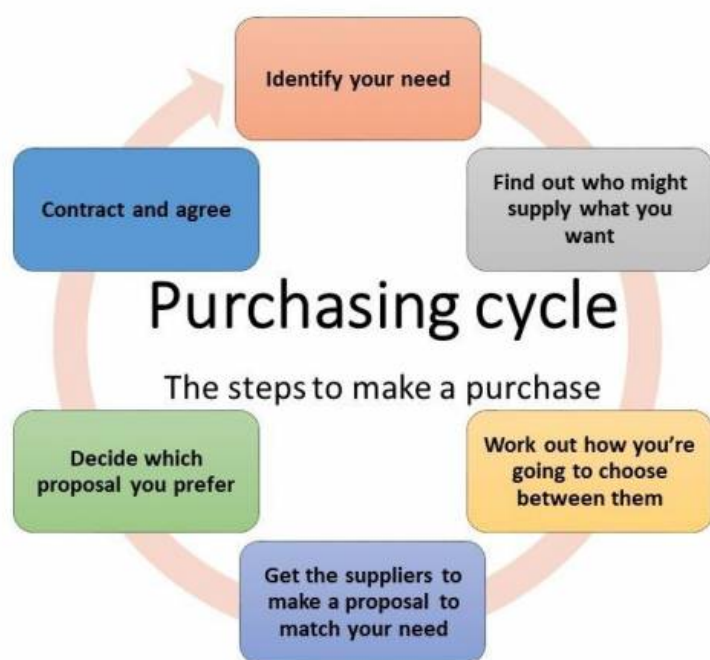 Identify your need
Find out who might
supply what you
want
Work out how you’re
going to choose
between them
Get the suppliers to
make a proposal to
match your need
Decide which
proposal you prefer
Contract and agree
Purchasing cycle
The steps to make a purchase